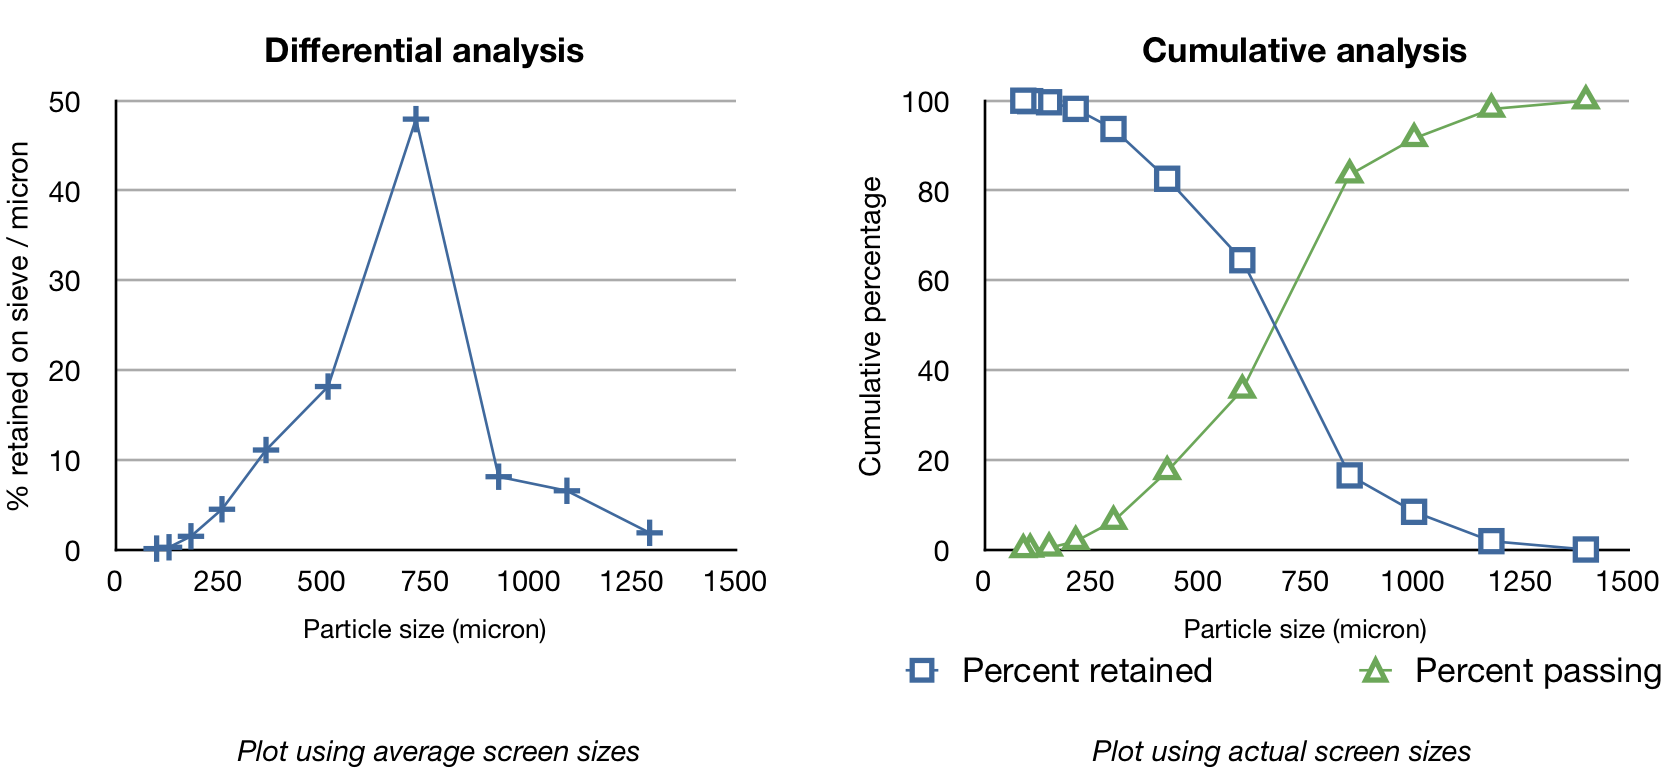 Differential analysis
50
40
30
20
10
0
% retained on sieve / micron
0 250 500 750 1000 1250 1500
Particle size (micron)
Plot using average screen sizes
Cumulative analysis
100
80
60
40
20
0
Cumulative percentage
0 250 500 750 1000 1250 1500
Particle size (micron)
Percent retained Percent passing
Plot using actual screen sizes